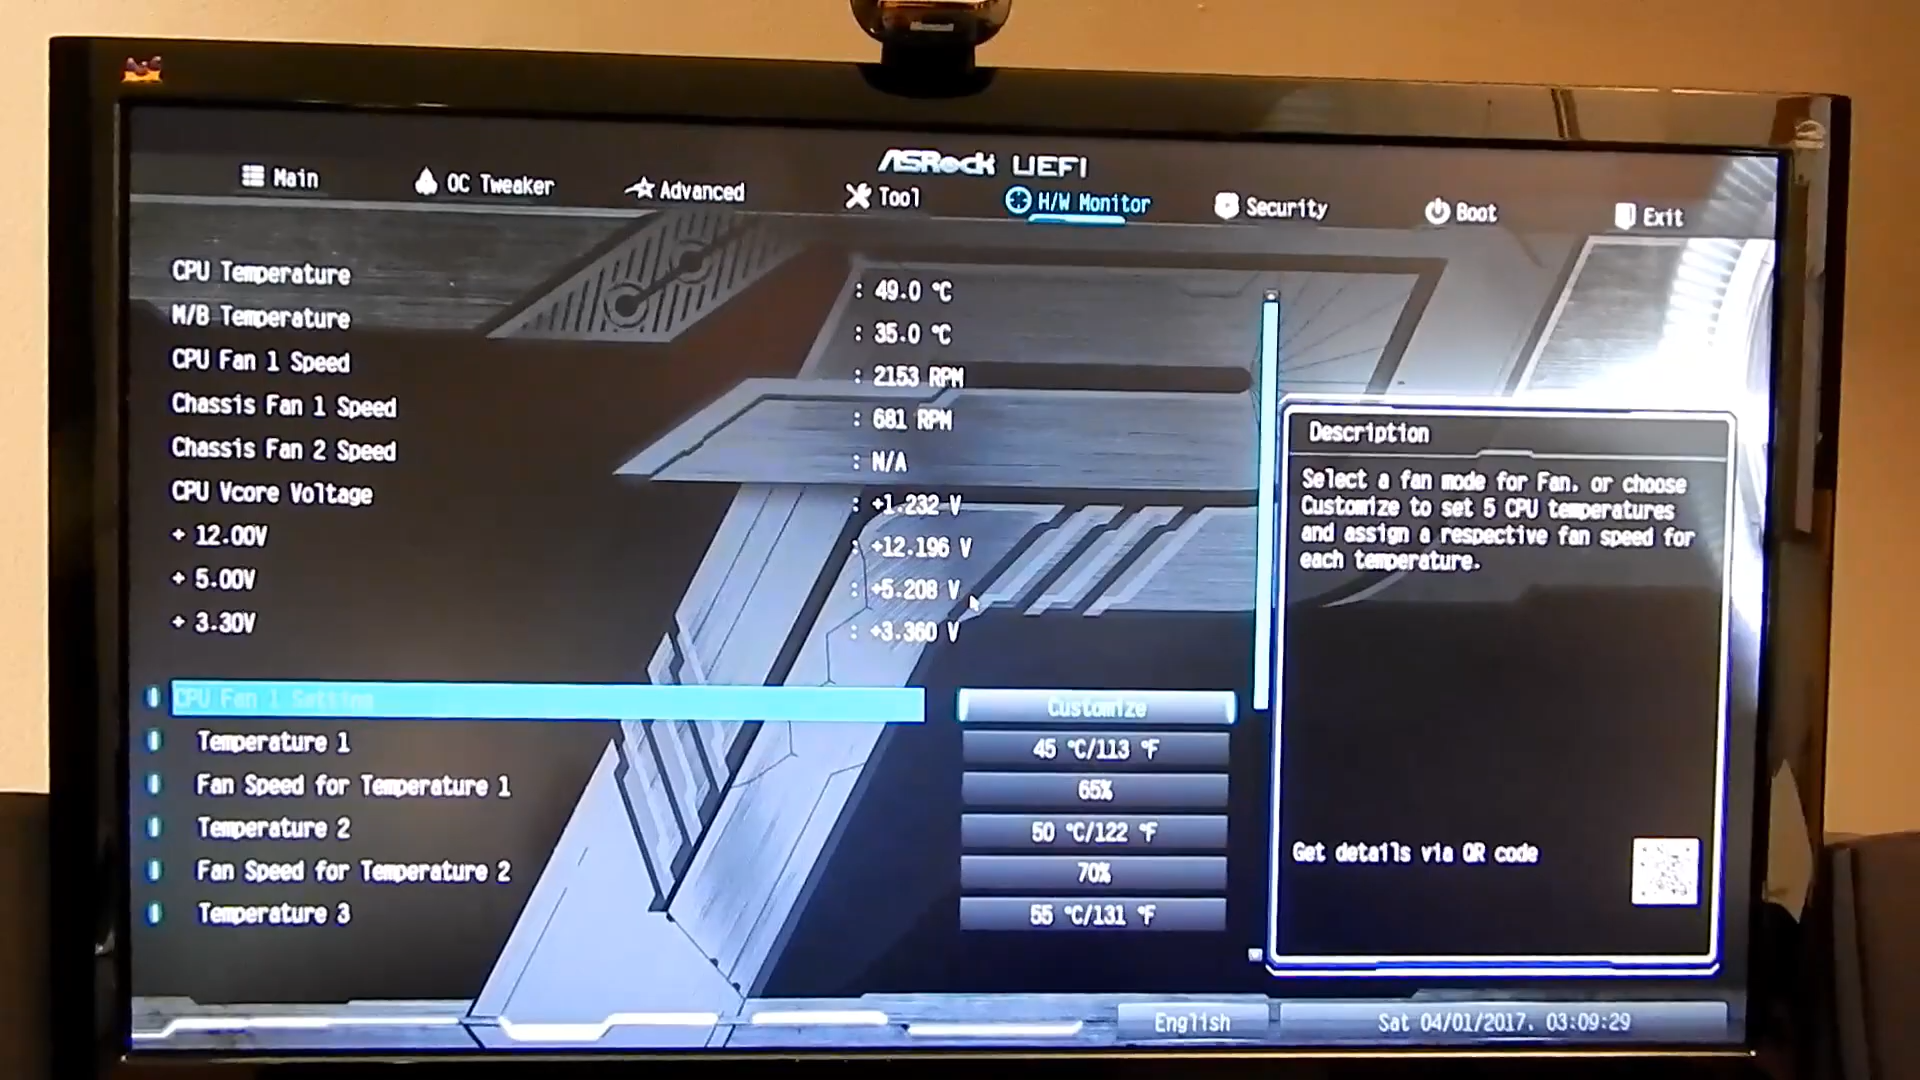 Microsoft
ASRock UEFI
Main
OC Tweaker
Advanced
Tool
H/W Monitor
Security
Boot
Exit
CPU Temperature : 49.0 °C
M/B Temperature : 35.0 °C
CPU Fan 1 Speed : 2153 RPM
Chassis Fan 1 Speed : 681 RPM
Chassis Fan 2 Speed : N/A
CPU Vcore Voltage : +1.232 V
+ 12.00V : +12.196 V
+ 5.00V : +5.208 V
+ 3.30V : +3.360 V
CPU Fan 1 Setting Customize
Temperature 1 45 °C/113 °F
Fan Speed for Temperature 1 65%
Temperature 2 50 °C/122 °F
Fan Speed for Temperature 2 70%
Temperature 3 55 °C/131 °F
Description
Select a fan mode for Fan. or choose
Customize to set 5 CPU temperatures
and assign a respective fan speed for
each temperature.
Get details via QR code
English
Sat 04/01/2017. 03:09:29